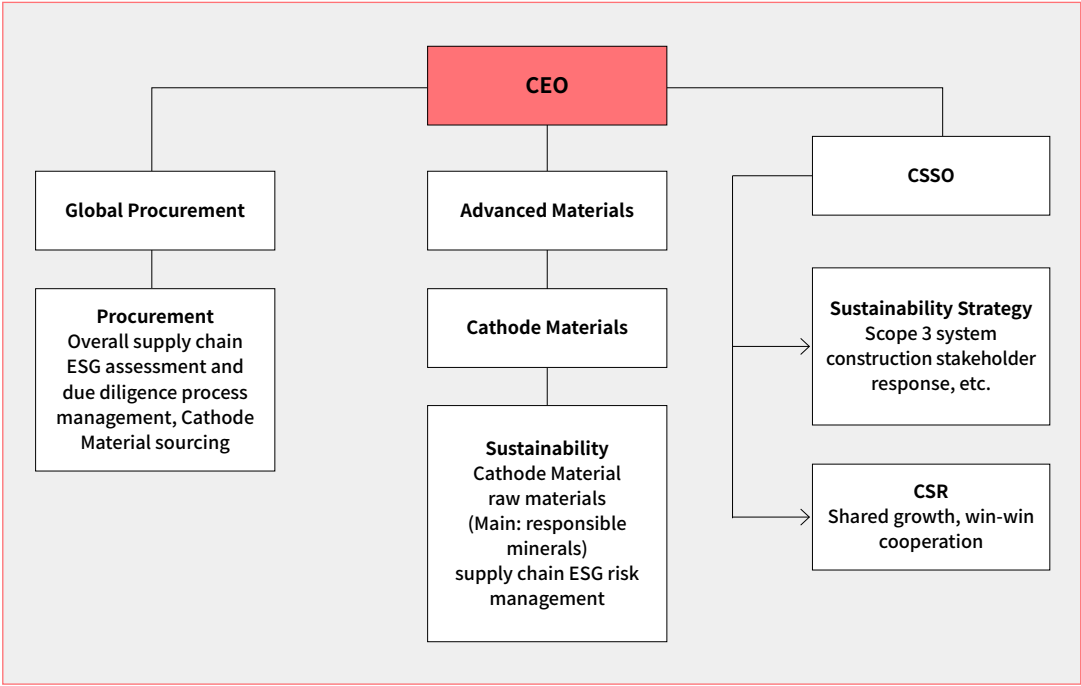 CEO
Global Procurement
Procurement
Overall supply chain
ESG assessment and
due diligence process
management, Cathode
Material sourcing
Advanced Materials
Cathode Materials
Sustainability
Cathode Material
raw materials
(Main: responsible
minerals)
supply chain ESG risk
management
CSSO
Sustainability Strategy
Scope 3 system
construction stakeholder
response, etc.
CSR
Shared growth, win-win
cooperation